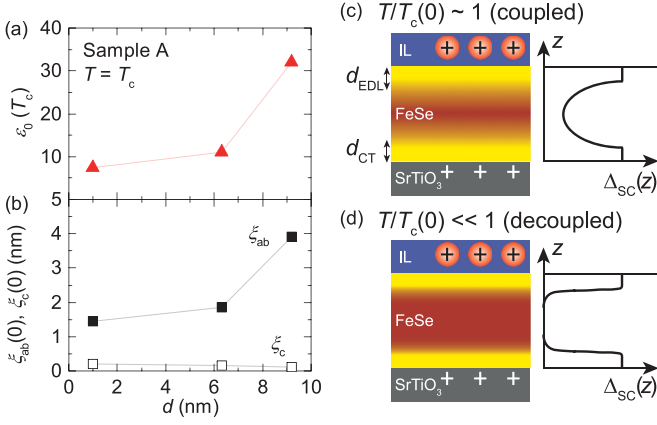 (a)
Sample A
T = Tc
ε0 (Tc)
40
30
20
10
(b)
ξab(0), ξc(0) (nm)
5
4
3
2
1
0
ξab
ξc
0 2 4 6 8 10
d (nm)
(c) T/Tc(0) ~ 1 (coupled)
IL + + +
dEDL
FeSe
dCT
SrTiO3 + + +
z
ΔSC(z)
(d) T/Tc(0) << 1 (decoupled)
IL + + +
FeSe
SrTiO3 + + +
z
ΔSC(z)